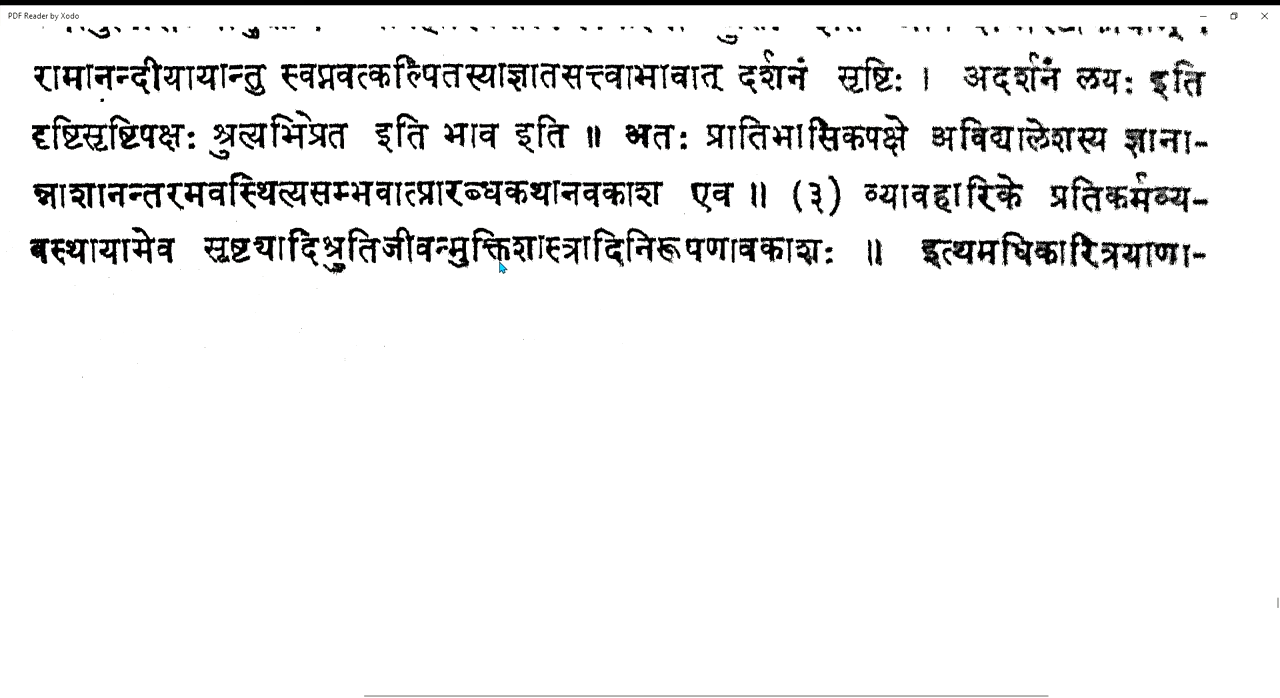 PDF Reader by Xodo
रामानन्दीयायान्तु स्वप्नवत्कल्पितस्याज्ञातसत्त्वाभावात् दर्शनं सृष्टिः । अदर्शनं लयः इति
दृष्टिसृष्टिपक्षः श्रुत्यभिप्रेत इति भाव इति ॥ अतः प्रातिभासिकपक्षे अविद्यालेशस्य ज्ञाना-
न्नाशानन्तरमवस्थित्यसम्भवात्प्रारब्धकथानवकाश एव ॥ (३) व्यावहारिके प्रतिकर्मव्य-
वस्थायामेव सृष्टयादिश्रुतिजीवन्मुक्तिशास्त्रादिनिरूपणावकाशः ॥ इत्थमधिकारित्रयाणा-